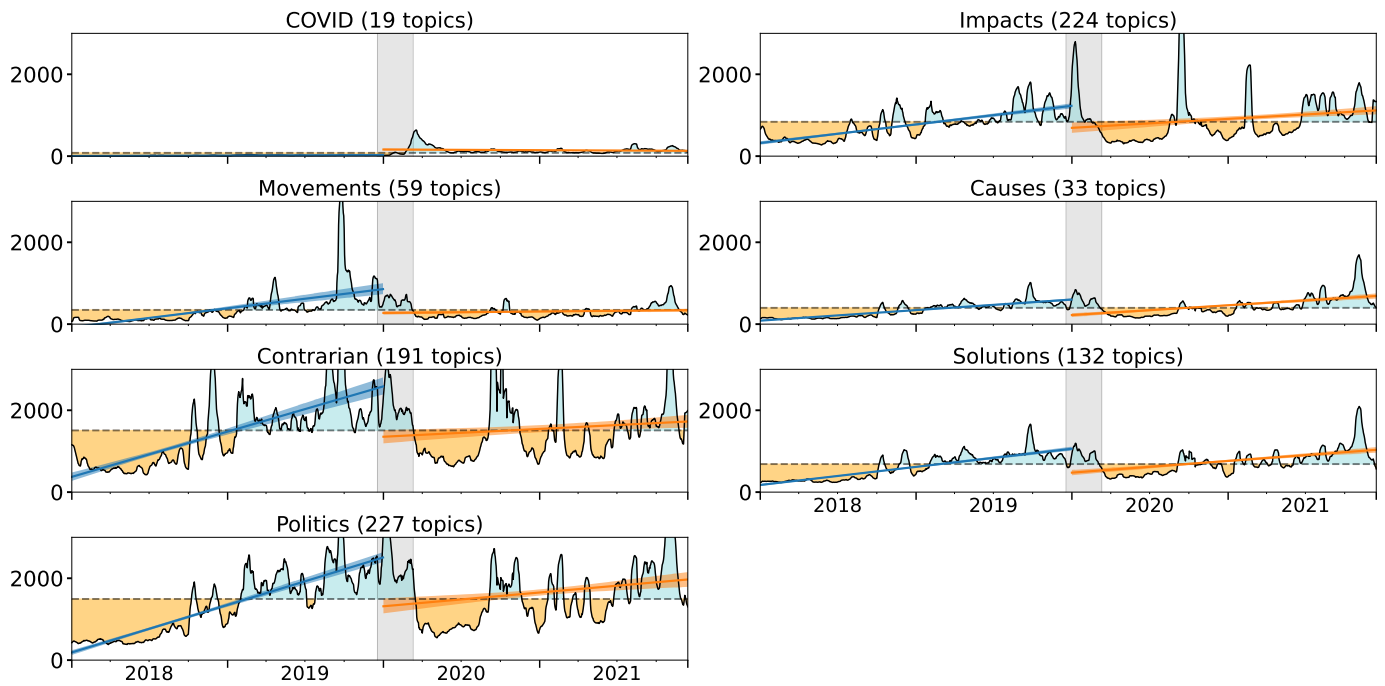 COVID (19 topics)
2000
0
Movements (59 topics)
2000
0
Contrarian (191 topics)
2000
0
Politics (227 topics)
2000
0
2018 2019 2020 2021
Impacts (224 topics)
2000
0
Causes (33 topics)
2000
0
Solutions (132 topics)
2000
0
2018 2019 2020 2021